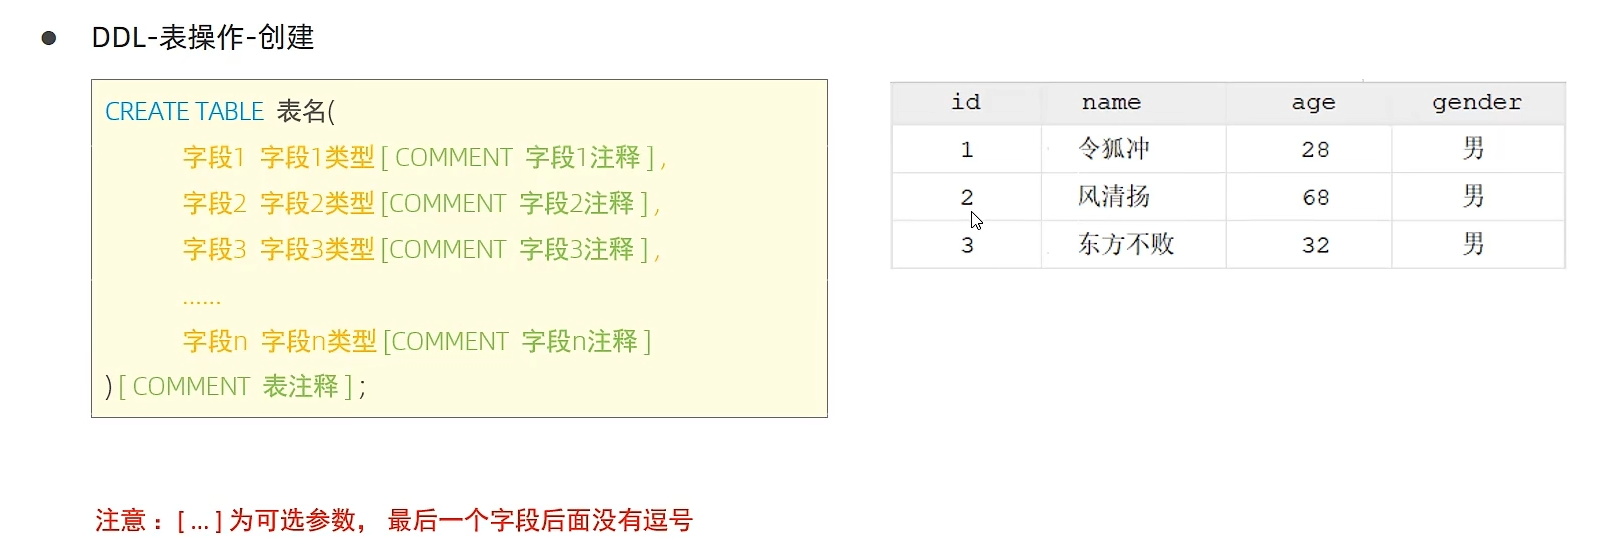 DDL-表操作-创建
CREATE TABLE 表名(
字段1 字段1类型 [ COMMENT 字段1注释 ] ,
字段2 字段2类型 [COMMENT 字段2注释 ] ,
字段3 字段3类型 [COMMENT 字段3注释 ] ,
......
字段n 字段n类型 [COMMENT 字段n注释 ]
) [ COMMENT 表注释 ] ;
id name age gender
1 令狐冲 28 男
2 风清扬 68 男
3 东方不败 32 男
注意：[ ... ] 为可选参数， 最后一个字段后面没有逗号